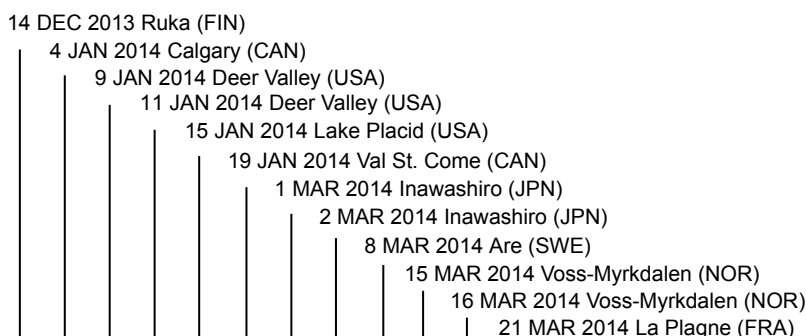 14 DEC 2013 Ruka (FIN)
4 JAN 2014 Calgary (CAN)
9 JAN 2014 Deer Valley (USA)
11 JAN 2014 Deer Valley (USA)
15 JAN 2014 Lake Placid (USA)
19 JAN 2014 Val St. Come (CAN)
1 MAR 2014 Inawashiro (JPN)
2 MAR 2014 Inawashiro (JPN)
8 MAR 2014 Are (SWE)
15 MAR 2014 Voss-Myrkdalen (NOR)
16 MAR 2014 Voss-Myrkdalen (NOR)
21 MAR 2014 La Plagne (FRA)